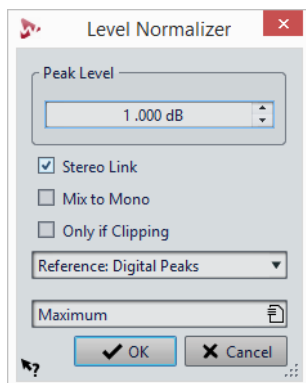 Level Normalizer
Peak Level
1 .000 dB
Stereo Link
Mix to Mono
Only if Clipping
Reference: Digital Peaks
Maximum
OK Cancel
?